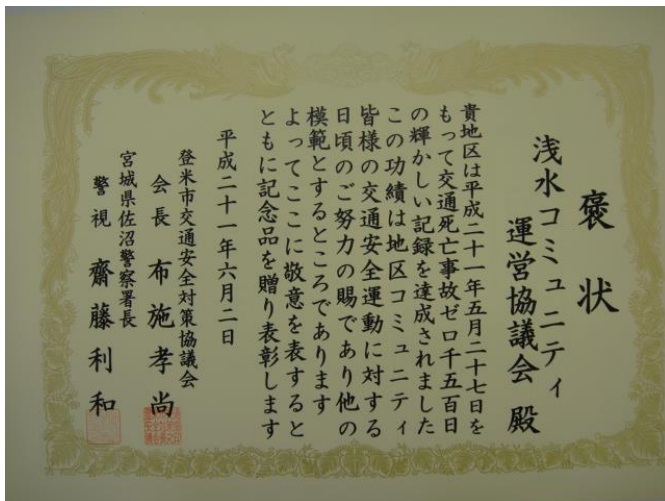 褒状
浅水コミュニティ
運営協議会 殿
貴地区は平成二十一年五月二十七日を
もって交通死亡事故ゼロ千五百日
の輝かしい記録を達成されました
この功績は地区コミュニティ
皆様の交通安全運動に対する
日頃のご努力の賜であり他の
模範とするところであります
よってここに敬意を表すると
ともに記念品を贈り表彰します
平成二十一年六月二日
登米市交通安全対策協議会
会長 布施孝尚
宮城県佐沼警察署長
警視 齋藤利和